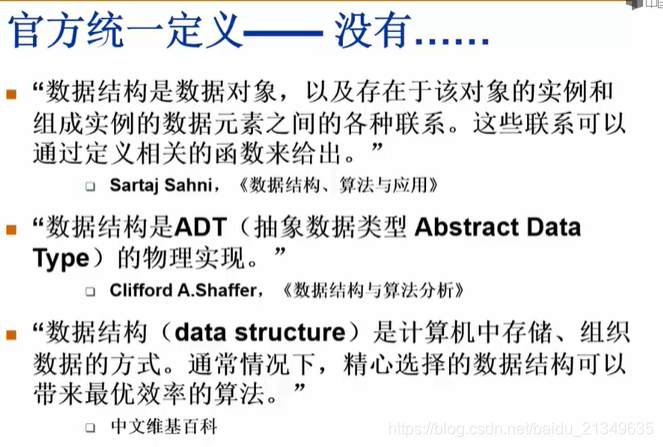 官方统一定义—— 没有……
“数据结构是数据对象，以及存在于该对象的实例和
组成实例的数据元素之间的各种联系。这些联系可以
通过定义相关的函数来给出。”
Sartaj Sahni，《数据结构、算法与应用》
“数据结构是ADT（抽象数据类型 Abstract Data
Type）的物理实现。”
Clifford A.Shaffer，《数据结构与算法分析》
“数据结构（data structure）是计算机中存储、组织
数据的方式。通常情况下，精心选择的数据结构可以
带来最优效率的算法。”
中文维基百科
https://blog.csdn.net/baidu_21349635